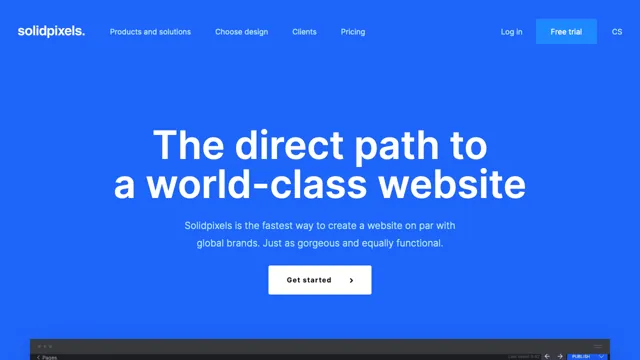 solidpixels.
Products and solutions
Choose design
Clients
Pricing
Log in
Free trial
CS
The direct path to
a world-class website
Solidpixels is the fastest way to create a website on par with
global brands. Just as gorgeous and equally functional.
Get started
Pages
PUBLISH